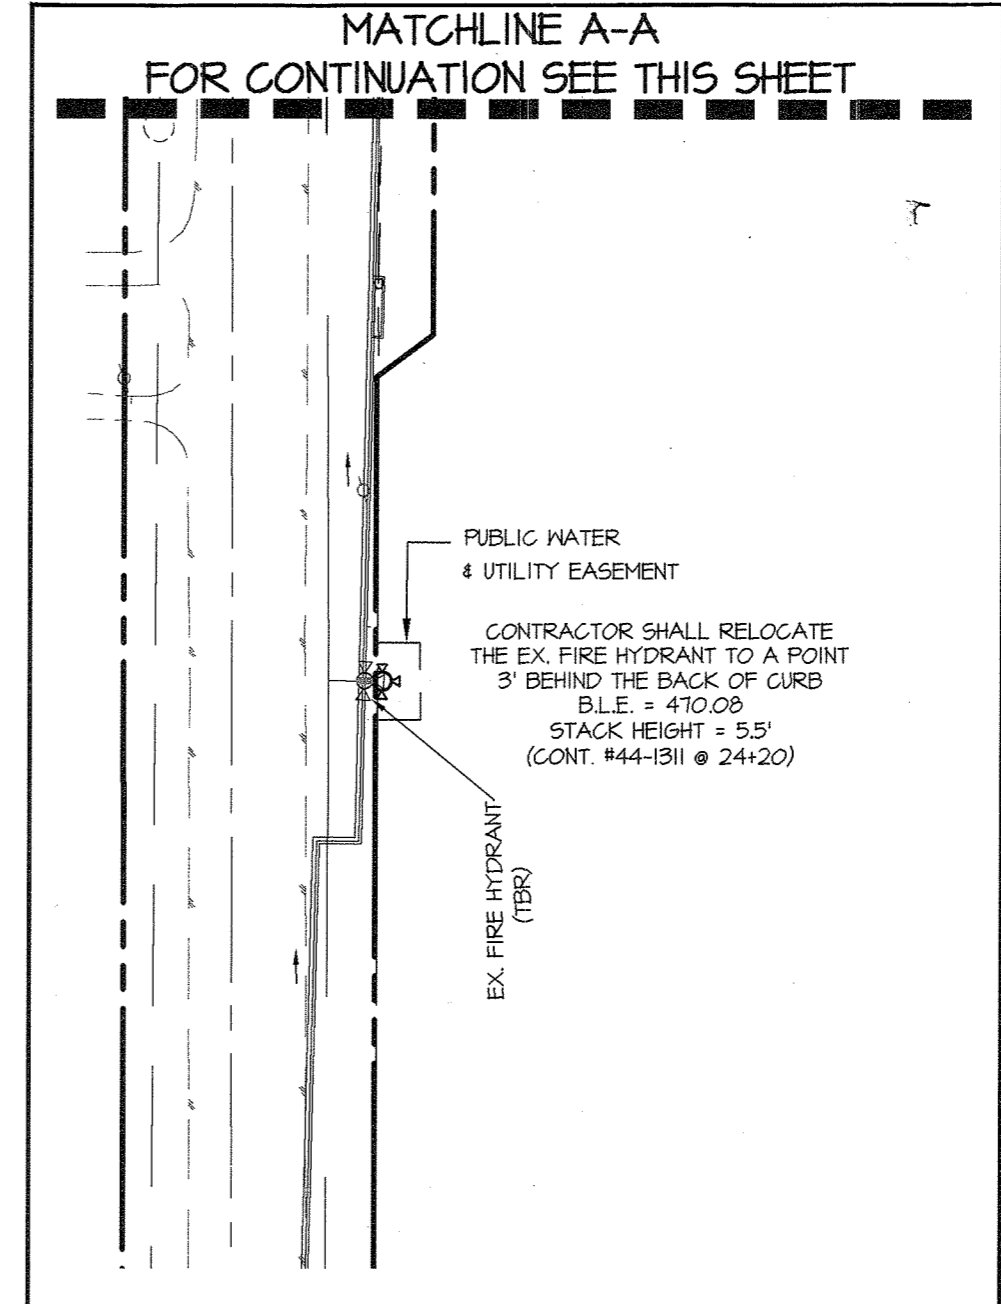 MATCHLINE A-A
FOR CONTINUATION SEE THIS SHEET
PUBLIC WATER
& UTILITY EASEMENT
CONTRACTOR SHALL RELOCATE
THE EX. FIRE HYDRANT TO A POINT
3' BEHIND THE BACK OF CURB
B.L.E. = 470.08
STACK HEIGHT = 5.5'
(CONT. #44-1311 @ 24+20)
EX. FIRE HYDRANT
(TBR)